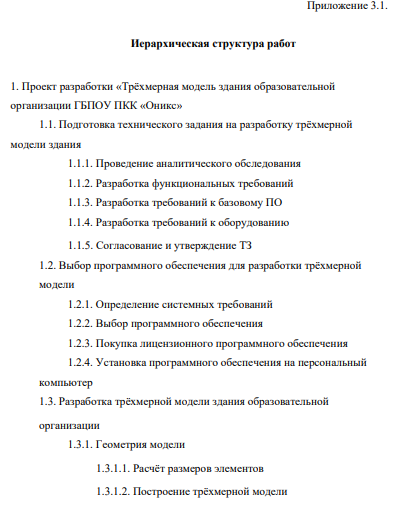 Приложение 3.1.
Иерархическая структура работ
1. Проект разработки «Трёхмерная модель здания образовательной
организации ГБПОУ ПКК «Оникс»
1.1. Подготовка технического задания на разработку трёхмерной
модели здания
1.1.1. Проведение аналитического обследования
1.1.2. Разработка функциональных требований
1.1.3. Разработка требований к базовому ПО
1.1.4. Разработка требований к оборудованию
1.1.5. Согласование и утверждение ТЗ
1.2. Выбор программного обеспечения для разработки трёхмерной
модели
1.2.1. Определение системных требований
1.2.2. Выбор программного обеспечения
1.2.3. Покупка лицензионного программного обеспечения
1.2.4. Установка программного обеспечения на персональный
компьютер
1.3. Разработка трёхмерной модели здания образовательной
организации
1.3.1. Геометрия модели
1.3.1.1. Расчёт размеров элементов
1.3.1.2. Построение трёхмерной модели